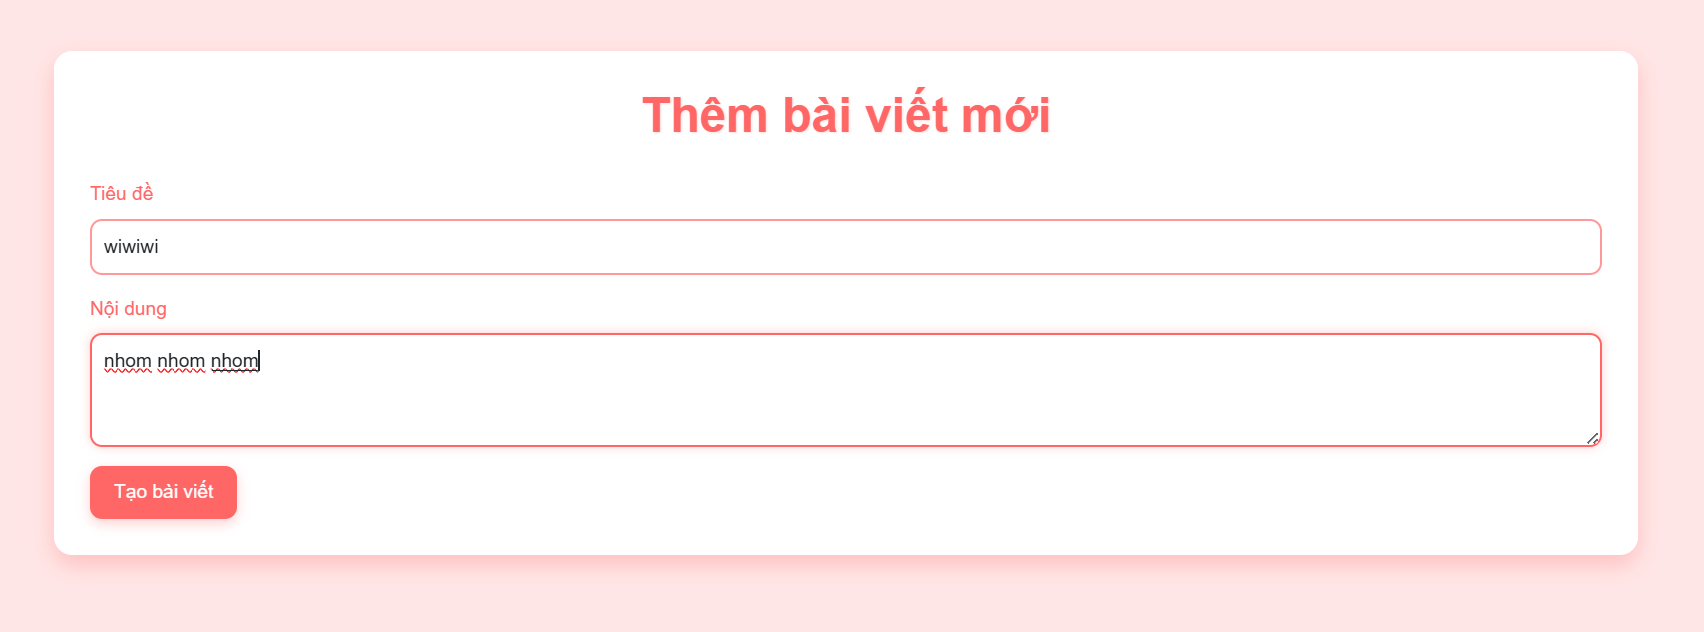 Thêm bài viết mới
Tiêu đề
wiwiwi
Nội dung
nhom nhom nhom
Tạo bài viết